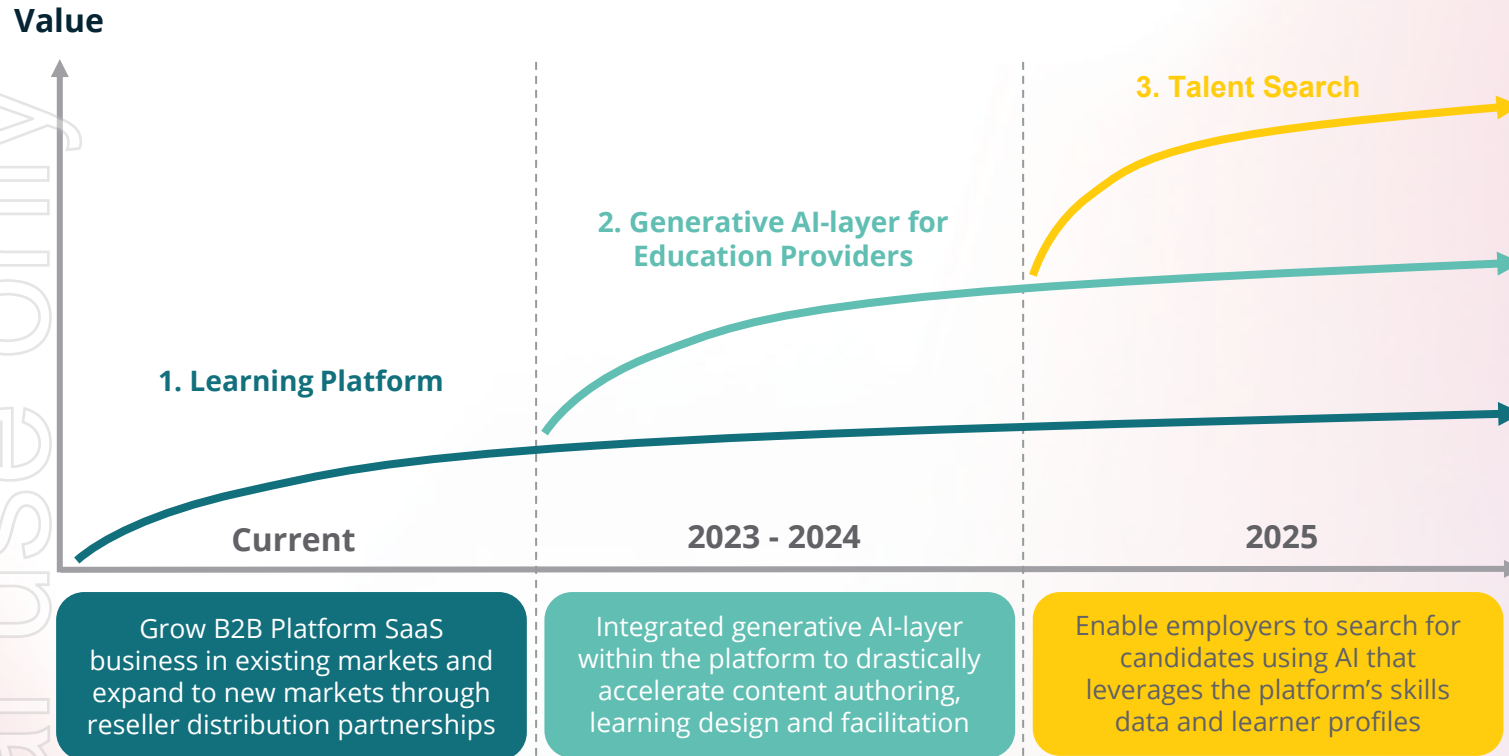 Value
3. Talent Search
2. Generative AI-layer for
Education Providers
1. Learning Platform
Current
2023 - 2024
2025
Grow B2B Platform SaaS
business in existing markets and
expand to new markets through
reseller distribution partnerships
Integrated generative AI-layer
within the platform to drastically
accelerate content authoring,
learning design and facilitation
Enable employers to search for
candidates using AI that
leverages the platform's skills
data and learner profiles
use only